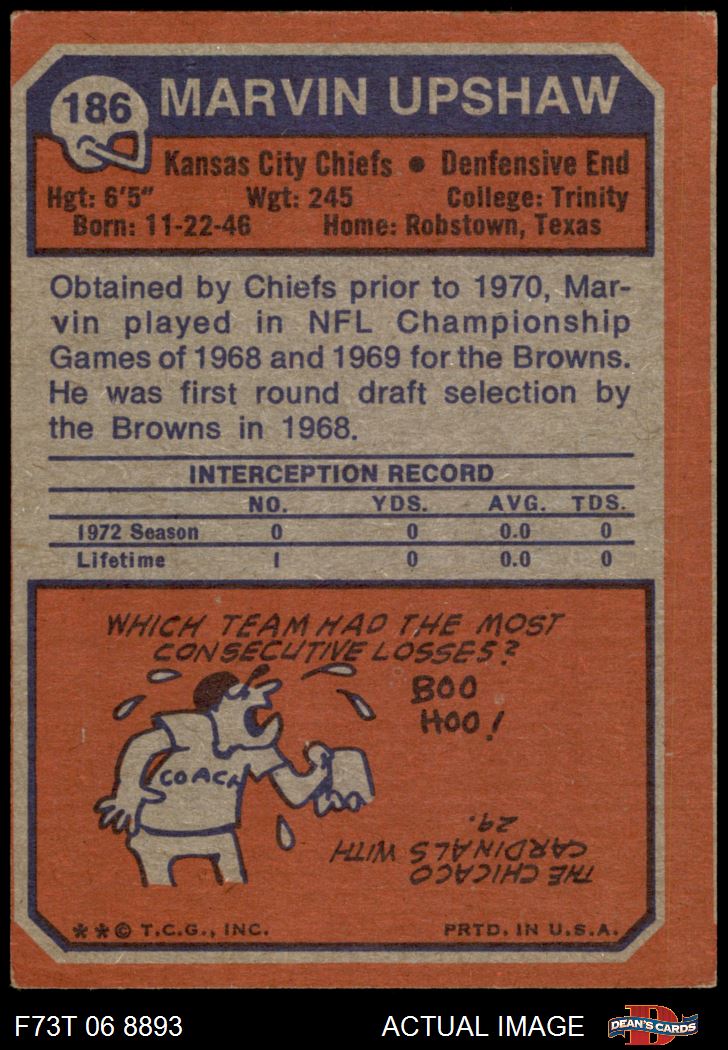 186 MARVIN UPSHAW
Kansas City Chiefs • Denfensive End
Hgt: 6'5" Wgt: 245 College: Trinity
Born: 11-22-46 Home: Robstown, Texas
Obtained by Chiefs prior to 1970, Mar-
vin played in NFL Championship
Games of 1968 and 1969 for the Browns.
He was first round draft selection by
the Browns in 1968.
INTERCEPTION RECORD
NO. YDS. AVG. TDS.
1972 Season 0 0 0.0 0
Lifetime 1 0 0.0 0
WHICH TEAM HAD THE MOST
CONSECUTIVE LOSSES?
BOO
HOO!
COACH
THE CHICAGO
CARDINALS WITH
29.
**© T.C.G., INC. PRTD. IN U.S.A.
F73T 06 8893 ACTUAL IMAGE D DEAN'S CARDS